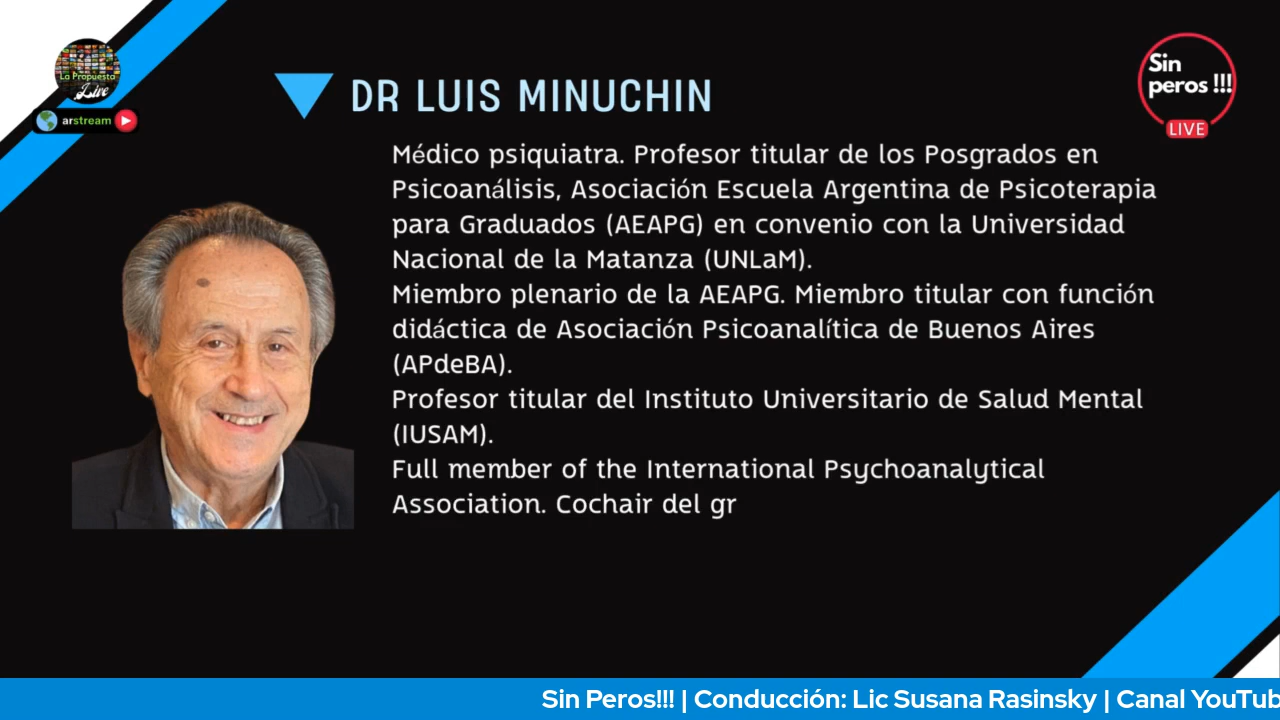 La Propuesta
Live
arstream
Sin
peros !!!
LIVE
DR LUIS MINUCHIN
Médico psiquiatra. Profesor titular de los Posgrados en
Psicoanálisis, Asociación Escuela Argentina de Psicoterapia
para Graduados (AEAPG) en convenio con la Universidad
Nacional de la Matanza (UNLaM).
Miembro plenario de la AEAPG. Miembro titular con función
didáctica de Asociación Psicoanalítica de Buenos Aires
(APdeBA).
Profesor titular del Instituto Universitario de Salud Mental
(IUSAM).
Full member of the International Psychoanalytical
Association. Cochair del gr
Sin Peros!!! | Conducción: Lic Susana Rasinsky | Canal YouTub